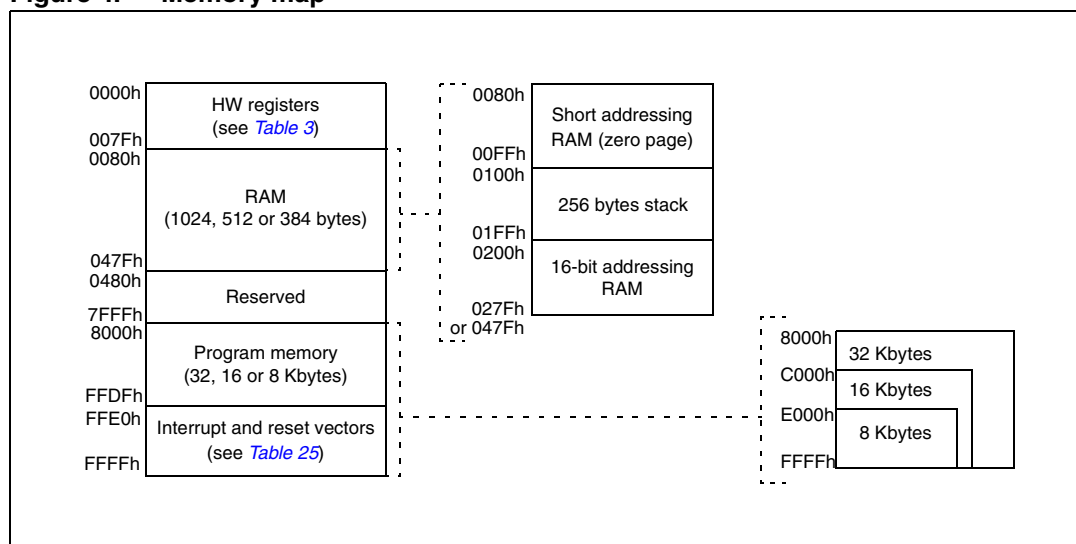 Figure 4. Memory map
0000h
HW registers
(see Table 3)
007Fh
0080h
RAM
(1024, 512 or 384 bytes)
047Fh
0480h
Reserved
7FFFh
8000h
Program memory
(32, 16 or 8 Kbytes)
FFDFh
FFE0h
Interrupt and reset vectors
(see Table 25)
FFFFh
0080h
Short addressing
RAM (zero page)
00FFh
0100h
256 bytes stack
01FFh
0200h
16-bit addressing
RAM
027Fh
or 047Fh
8000h
32 Kbytes
C000h
16 Kbytes
E000h
8 Kbytes
FFFFh